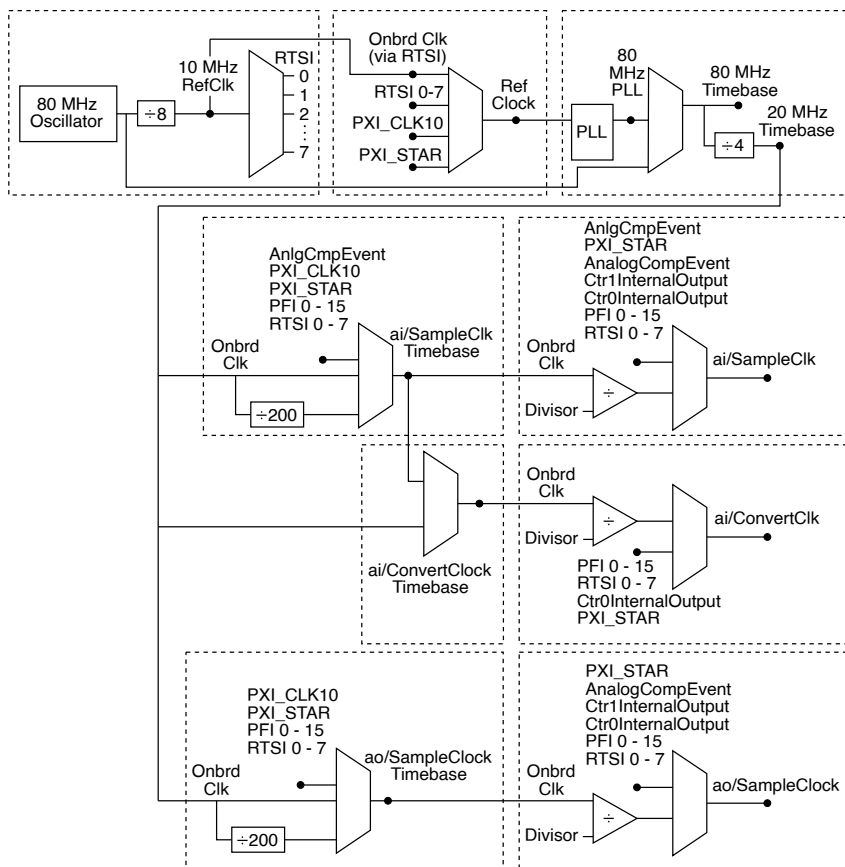 80 MHz
Oscillator
÷8
10 MHz
RefClk
RTSI
0
1
2
7
Onbrd Clk
(via RTSI)
RTSI 0-7
PXI_CLK10
PXI_STAR
Ref
Clock
PLL
80
MHz
PLL
80 MHz
Timebase
20 MHz
Timebase
÷4
AnlgCmpEvent
PXI_CLK10
PXI_STAR
PFI 0 - 15
RTSI 0 - 7
Onbrd
Clk
÷200
ai/SampleClk
Timebase
AnlgCmpEvent
PXI_STAR
AnalogCompEvent
Ctr1InternalOutput
Ctr0InternalOutput
PFI 0 - 15
RTSI 0 - 7
Onbrd
Clk
÷
Divisor
ai/SampleClk
ai/ConvertClock
Timebase
Onbrd
Clk
÷
Divisor
ai/ConvertClk
PFI 0 - 15
RTSI 0 - 7
Ctr0InternalOutput
PXI_STAR
PXI_CLK10
PXI_STAR
PFI 0 - 15
RTSI 0 - 7
Onbrd
Clk
÷200
ao/SampleClock
Timebase
PXI_STAR
AnalogCompEvent
Ctr1InternalOutput
Ctr0InternalOutput
PFI 0 - 15
RTSI 0 - 7
Onbrd
Clk
÷
Divisor
ao/SampleClock